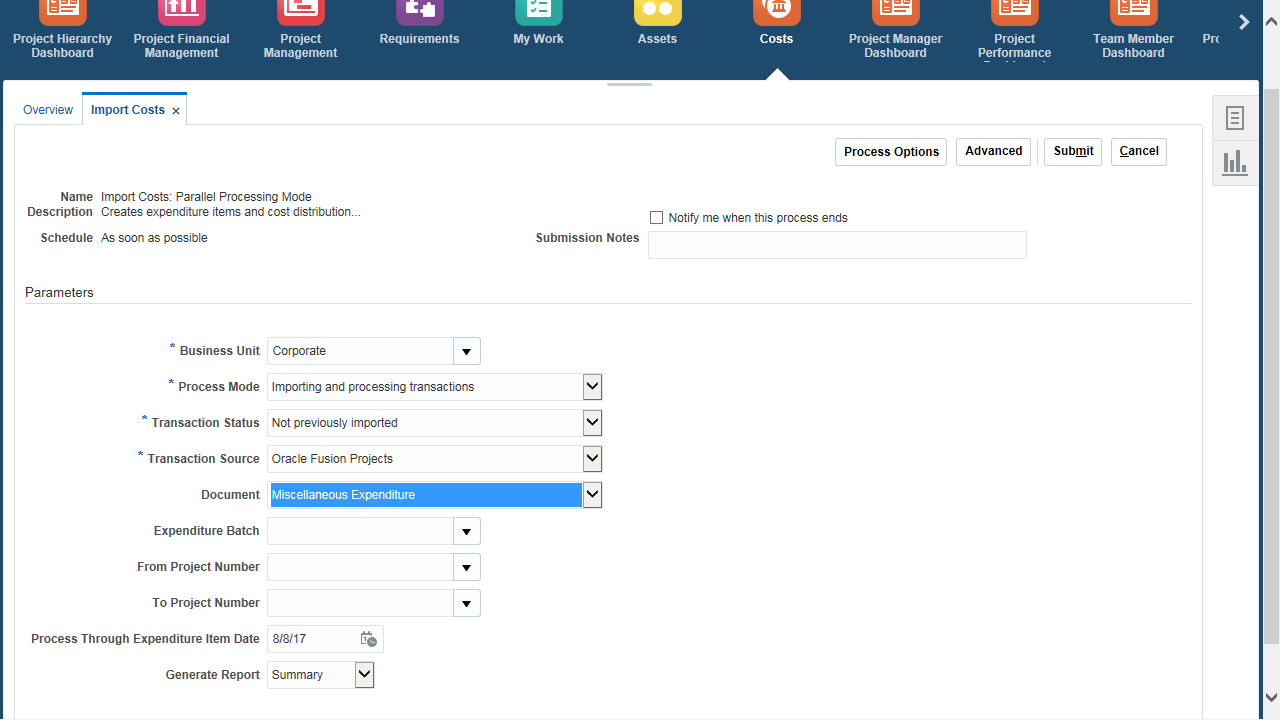 Project Hierarchy Dashboard
Project Financial Management
Project Management
Requirements
My Work
Assets
Costs
Project Manager Dashboard
Project Performance
Team Member Dashboard
Overview
Import Costs
Process Options
Advanced
Submit
Cancel
Name Import Costs: Parallel Processing Mode
Description Creates expenditure items and cost distribution...
Notify me when this process ends
Schedule As soon as possible
Submission Notes
Parameters
* Business Unit Corporate
* Process Mode Importing and processing transactions
* Transaction Status Not previously imported
* Transaction Source Oracle Fusion Projects
Document Miscellaneous Expenditure
Expenditure Batch
From Project Number
To Project Number
Process Through Expenditure Item Date 8/8/17
Generate Report Summary